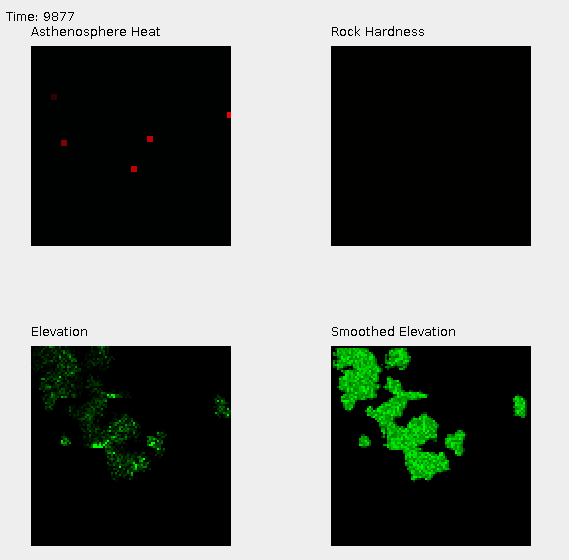 Time: 9877
Asthenosphere Heat
Rock Hardness
Elevation
Smoothed Elevation